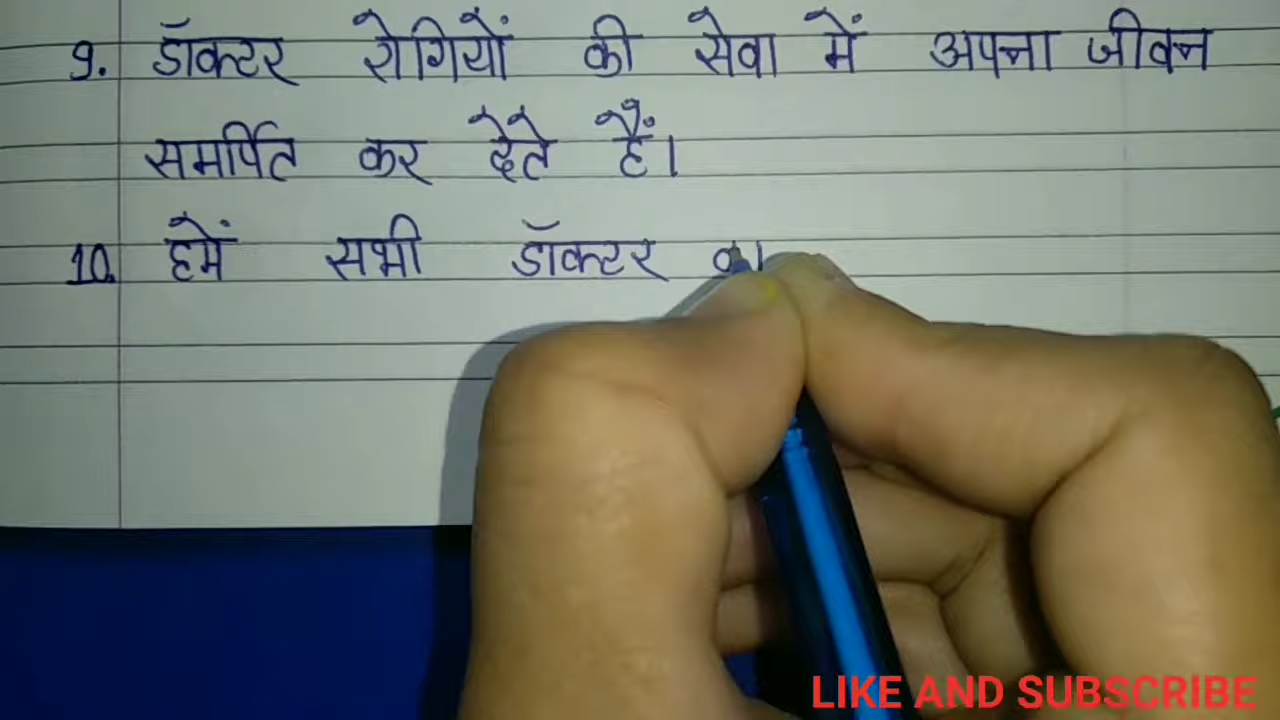 9. डॉक्टर रोगियों की सेवा में अपना जीवन
समर्पित कर देते हैं।
10. हमें सभी डॉक्टर
LIKE AND SUBSCRIBE